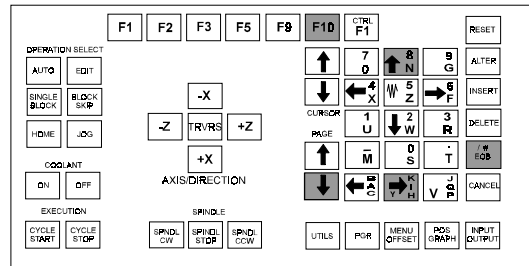 F1 F2 F3 F5 F9 F10 CTRL F1 RESET
OPERATION SELECT
AUTO EDIT
SINGLE BLOCK BLOCK SKIP
HOME JOG
COOLANT
ON OFF
EXECUTION
CYCLE START CYCLE STOP
-X
-Z TRVRS +Z
+X
AXIS/DIRECTION
SPINDLE
SPNDL CW SPINDL STOP SPNDL CCW
7 8 N 9 G ALTER
4 X 5 Z 6 F INSERT
CURSOR
1 U 2 W 3 R DELETE
PAGE
- M 0 S . T / # EOB
B A C Y K I H V J Q P CANCEL
UTILS PGR MENU OFFSET POS GRAPH INPUT OUTPUT